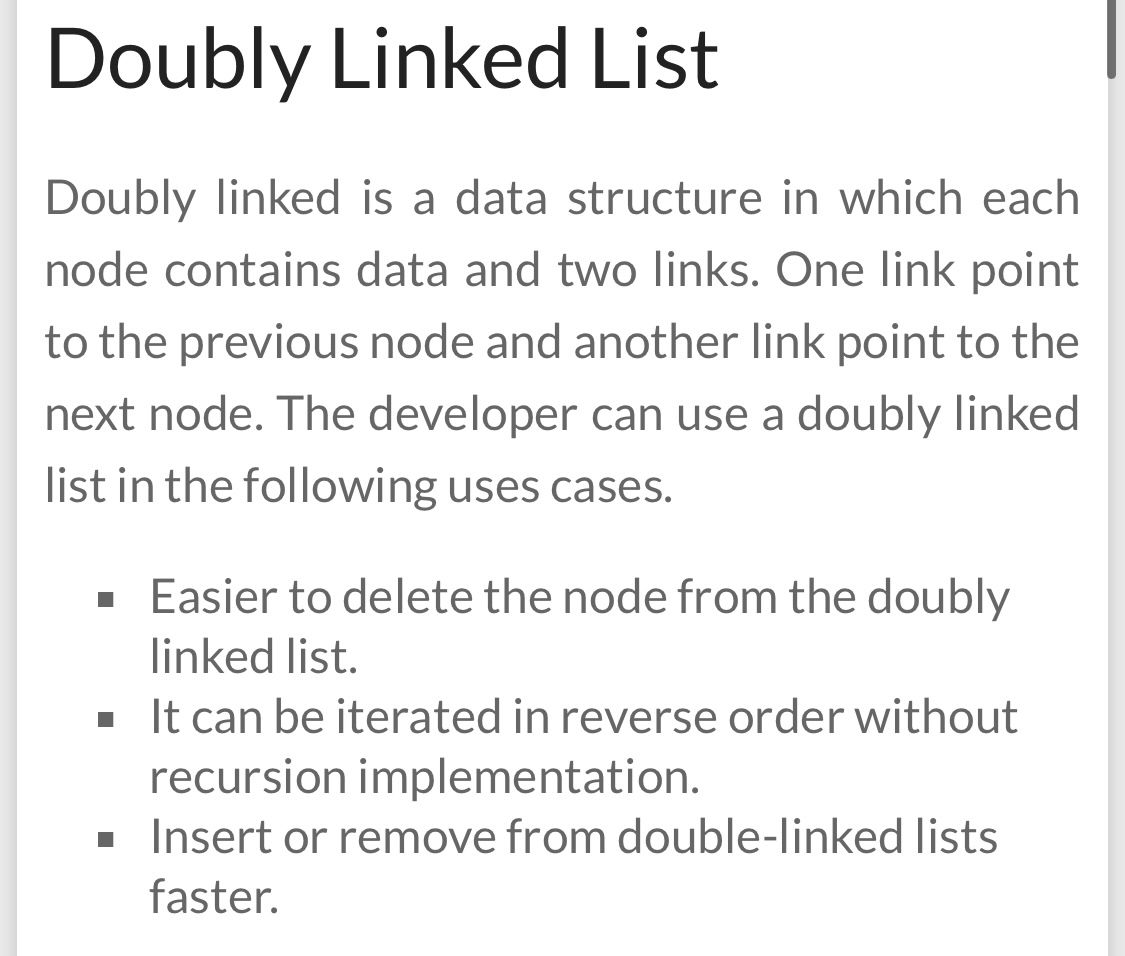 Doubly Linked List
Doubly linked is a data structure in which each
node contains data and two links. One link point
to the previous node and another link point to the
next node. The developer can use a doubly linked
list in the following uses cases.
▪ Easier to delete the node from the doubly
linked list.
▪ It can be iterated in reverse order without
recursion implementation.
▪ Insert or remove from double-linked lists
faster.